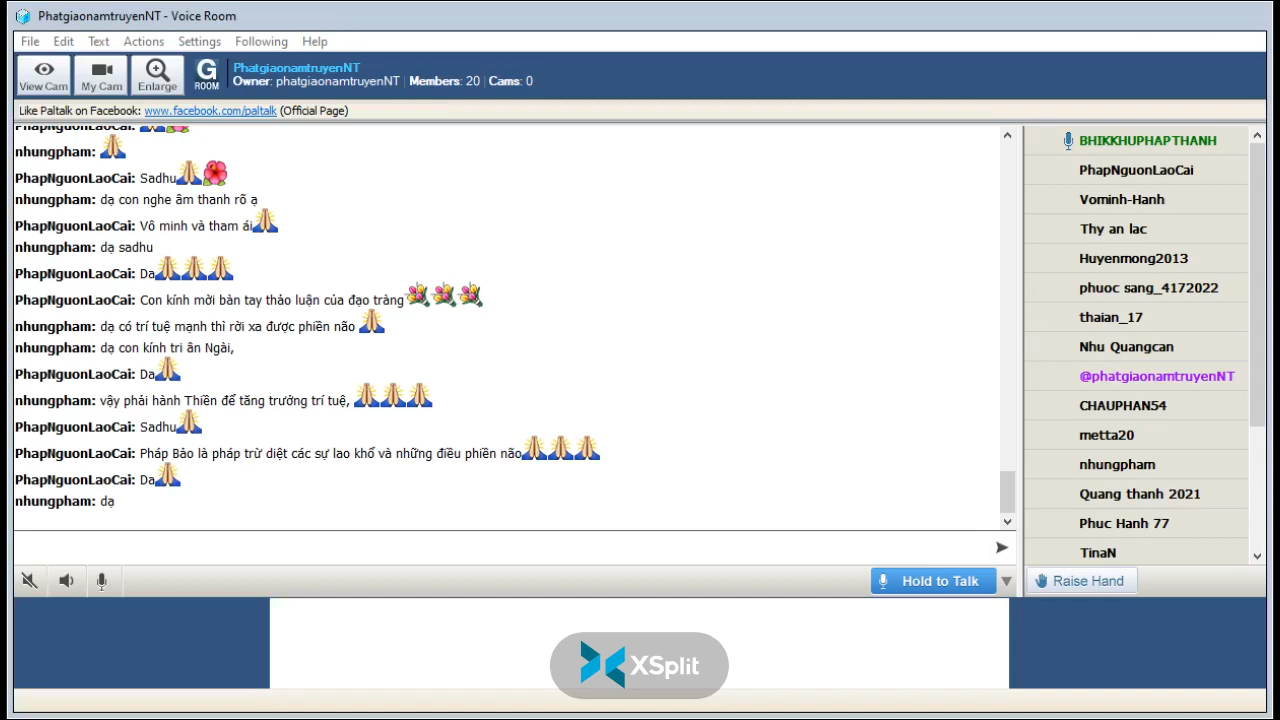 PhatgiaonamtruyenNT - Voice Room
File Edit Text Actions Settings Following Help
View Cam My Cam Enlarge G ROOM
PhatgiaonamtruyenNT
Owner: phatgiaonamtruyenNT | Members: 20 | Cams: 0
Like Paltalk on Facebook: www.facebook.com/paltalk (Official Page)
PhapNguonLaoCai:
nhungpham:
PhapNguonLaoCai: Sadhu
nhungpham: dạ con nghe âm thanh rõ ạ
PhapNguonLaoCai: Vô minh và tham ái
nhungpham: dạ sadhu
PhapNguonLaoCai: Da
PhapNguonLaoCai: Con kính mời bàn tay thảo luận của đạo tràng
nhungpham: dạ có trí tuệ mạnh thì rời xa được phiền não
nhungpham: dạ con kính tri ân Ngài,
PhapNguonLaoCai: Da
nhungpham: vậy phải hành Thiền để tăng trưởng trí tuệ,
PhapNguonLaoCai: Sadhu
PhapNguonLaoCai: Pháp Bảo là pháp trừ diệt các sự lao khổ và những điều phiền não
PhapNguonLaoCai: Da
nhungpham: dạ
BHIKKHUPHAPTHANH
PhapNguonLaoCai
Vominh-Hanh
Thy an lac
Huyenmong2013
phuoc sang_4172022
thaian_17
Nhu Quangcan
@phatgiaonamtruyenNT
CHAUPHAN54
metta20
nhungpham
Quang thanh 2021
Phuc Hanh 77
TinaN
Hold to Talk
Raise Hand
XSplit